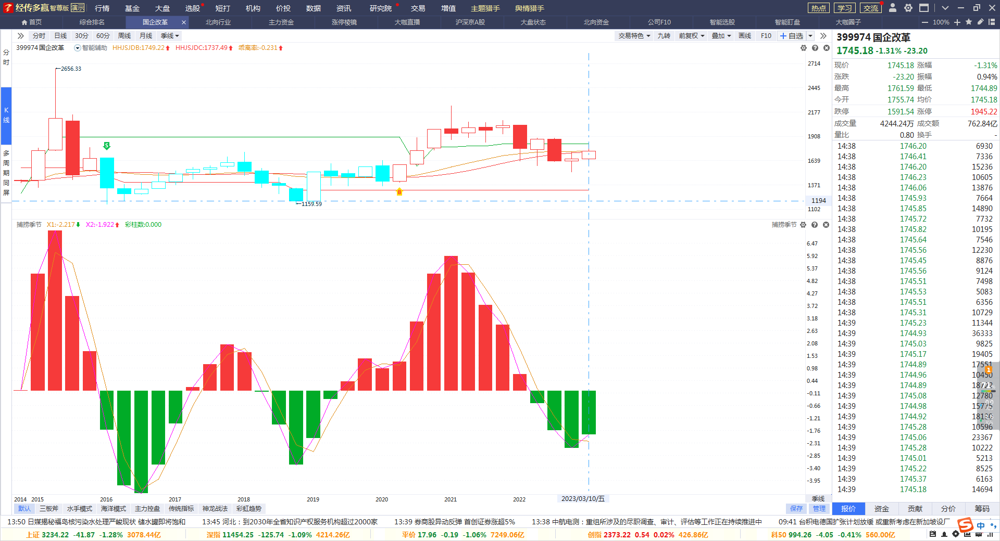 经传多赢 智尊版 演示 行情 基金 大盘 选股 短打 机构 价投 数据 资讯 研究院 交易 增值 主题猎手 舆情猎手 热点 学习 交流
首页 综合排名 国企改革 × 北向行业 主力资金 涨停棱镜 大咖直播 沪深京A股 大盘状态 北向资金 公司F10 智能选股 智能盯盘 大咖圈子 100%
分时 日线 30分 60分 周线 月线 季线 交易特色 九转 前复权 叠加 画线 F10 自选
399974 国企改革 智能辅助 HHJSJDB:1749.22 HHJSJDC:1737.49 乖离率:-0.231
分时
K线
多周期同屏
2656.33
S
B
1159.59
2714
2445
2177
1908
1639
1371
1194
1102
捕捞季节 X1:-2.217 X2:-1.922 彩柱数:0.000 捕捞季节
6.47
5.92
5.37
4.82
4.27
3.72
3.18
2.63
2.08
1.53
0.98
0.44
-0.11
-0.66
-1.21
-1.76
-2.31
-2.85
-3.40
-3.95
2014 2015 2016 2017 2018 2019 2020 2021 2022 2023/03/10/五 季线
默认 三板斧 水手模式 海洋模式 主力控盘 传统指标 神龙战法 彩虹趋势 保存 管理
399974 国企改革
1745.18 -1.31% -23.20
现价 1745.18 涨幅 -1.31%
涨跌 -23.20 振幅 0.94%
最高 1761.59 最低 1744.89
今开 1755.74 均价 1745.18
跌停 1591.54 涨停 1945.22
成交量 4244.24万 成交额 762.84亿
量比 0.80 换手 -
14:38 1746.20 6930
14:38 1746.41 7336
14:38 1746.20 15236
14:38 1746.23 10605
14:38 1746.06 13876
14:38 1745.93 7664
14:38 1745.85 14890
14:38 1745.72 7732
14:38 1745.82 10195
14:38 1745.64 7546
14:38 1745.56 12230
14:38 1745.45 8876
14:38 1745.56 9124
14:38 1745.51 7498
14:38 1745.53 5083
14:38 1745.51 6356
14:38 1745.31 10729
14:39 1745.23 11344
14:39 1744.93 36333
14:39 1745.03 9825
14:39 1745.17 19405
14:39 1744.89 17551
14:39 1744.96 10450
14:39 1744.89
14:39 1745.08 12780
14:39 1744.98 15775
14:39 1744.92
14:39 1745.28 10596
14:39 1745.06 23367
14:39 1745.28 10222
14:39 1745.01 5213
14:39 1745.22 8525
14:39 1745.37 6163
14:39 1745.18 14694
报价 资金 贡献 分价 筹码
13:50 日媒揭秘福岛核污染水处理严峻现状 储水罐即将饱和 13:45 河北：到2030年全省知识产权服务机构超过2000家 13:39 券商股异动反弹 首创证券涨超5% 13:38 中航电测：重组所涉及的尽职调查、审计、评估等工作正在持续推进中 09:41 台积电德国扩张计划放缓 或重新考虑在新加坡设厂
上证 3234.22 -41.87 -1.28% 3078.44亿 深指 11454.25 -125.74 -1.09% 4214.26亿 平价 17.96 -0.19 -1.06% 7249.06亿 创指 2373.22 0.54 0.02% 426.86亿 科50 994.26 -4.05 -0.41% 560.00亿
S 中